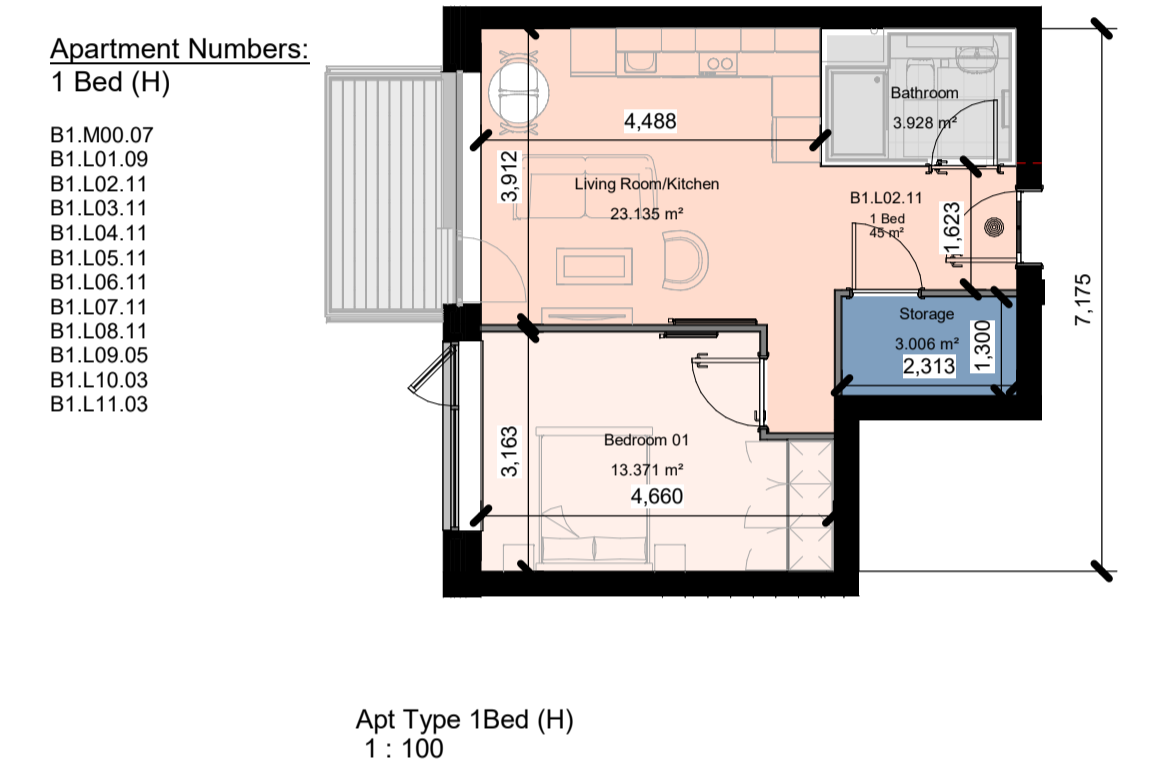 Apartment Numbers:
1 Bed (H)
B1.M00.07
B1.L01.09
B1.L02.11
B1.L03.11
B1.L04.11
B1.L05.11
B1.L06.11
B1.L07.11
B1.L08.11
B1.L09.05
B1.L10.03
B1.L11.03
Bathroom
3.928 m²
4,488
3,912
Living Room/Kitchen
23.135 m²
B1.L02.11
1 Bed
45 m²
1,623
7,175
Storage
3.006 m²
2,313
1,300
Bedroom 01
13.371 m²
4,660
3,163
Apt Type 1Bed (H)
1 : 100